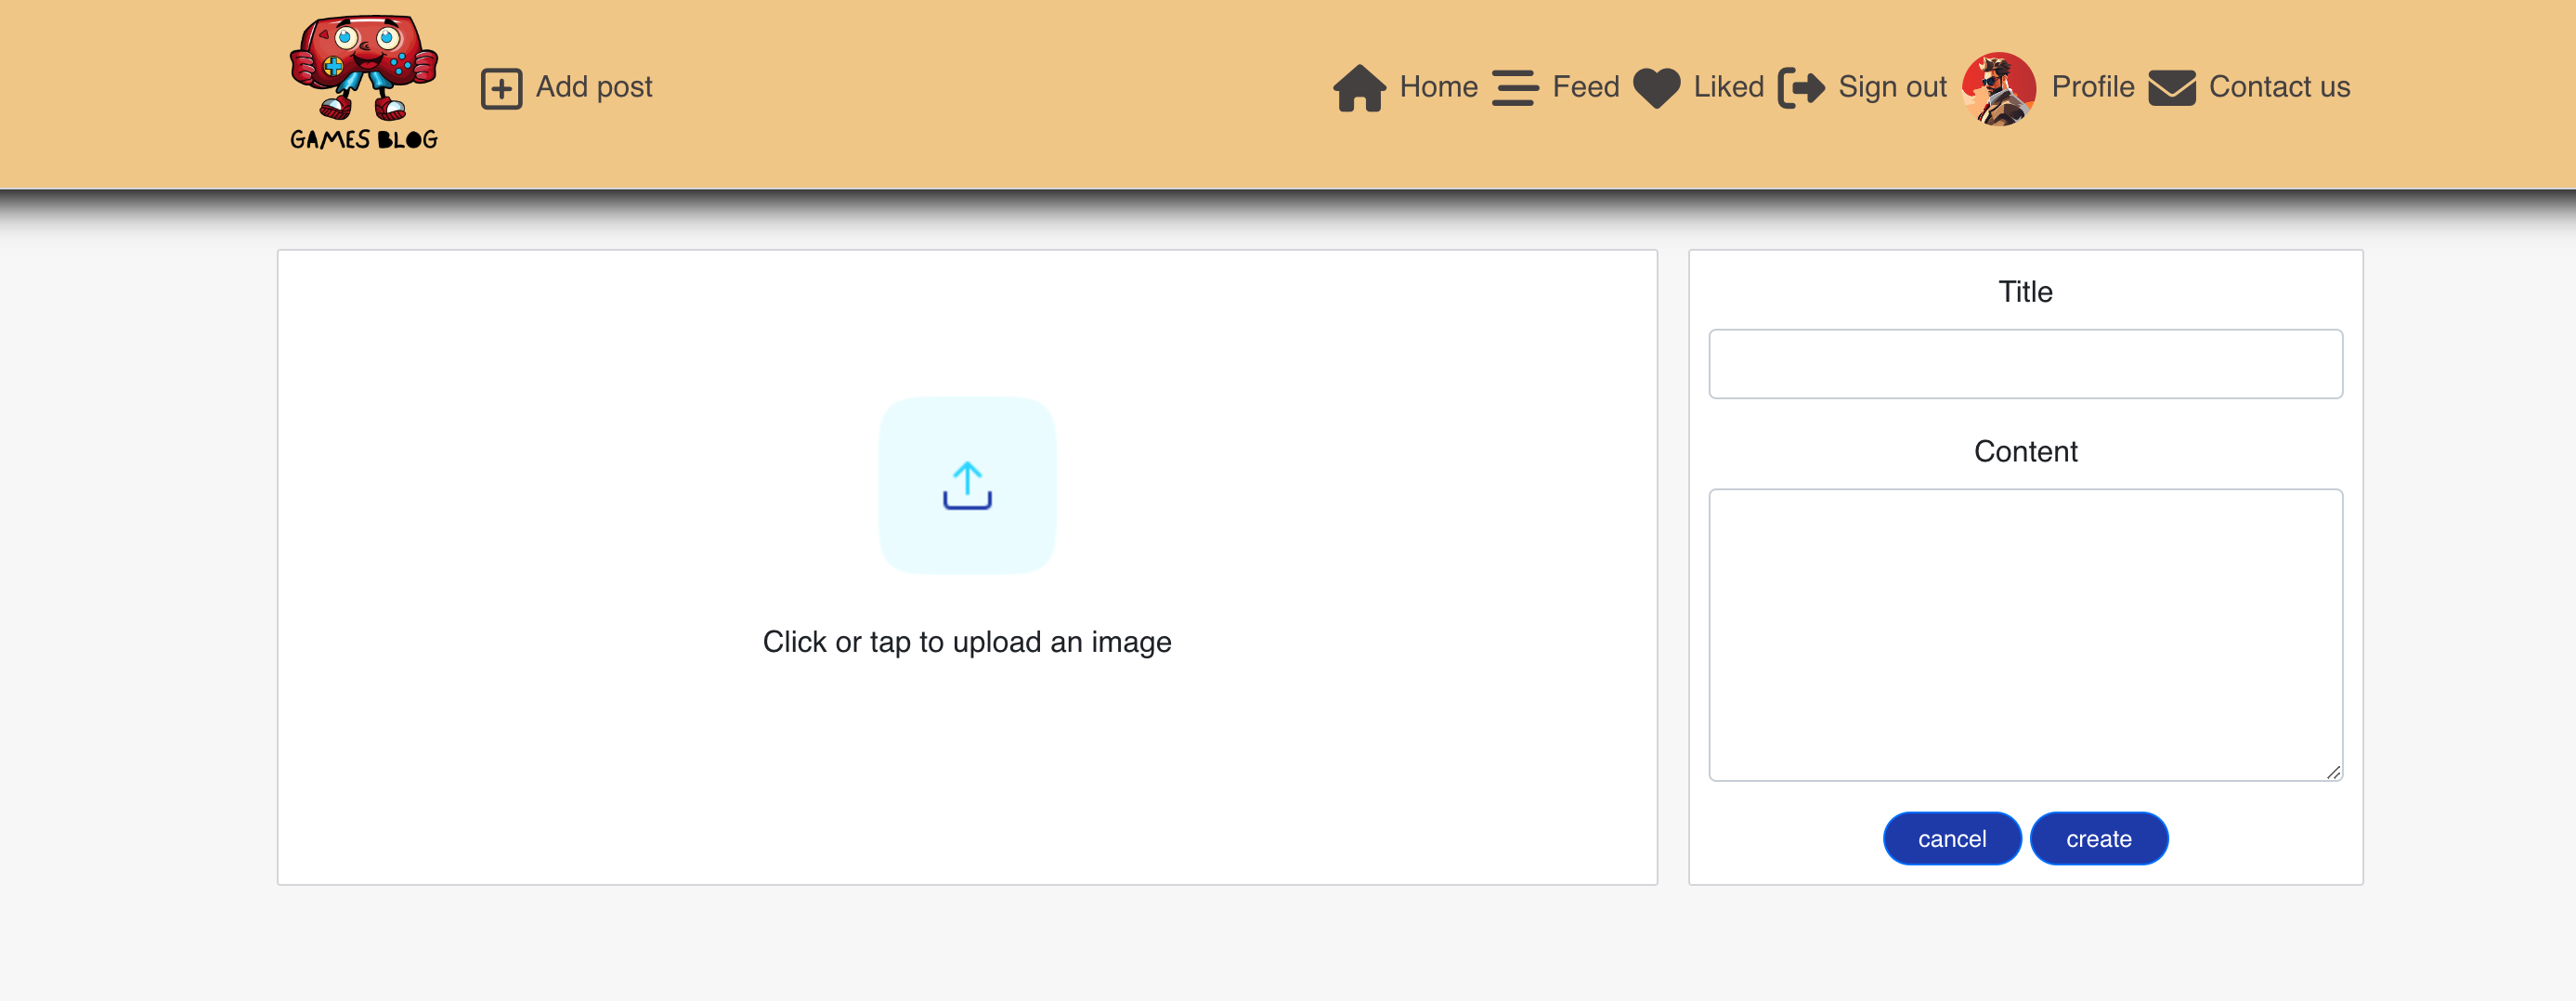 GAMES BLOG
Add post
Home Feed Liked Sign out Profile Contact us
Click or tap to upload an image
Title
Content
cancel create